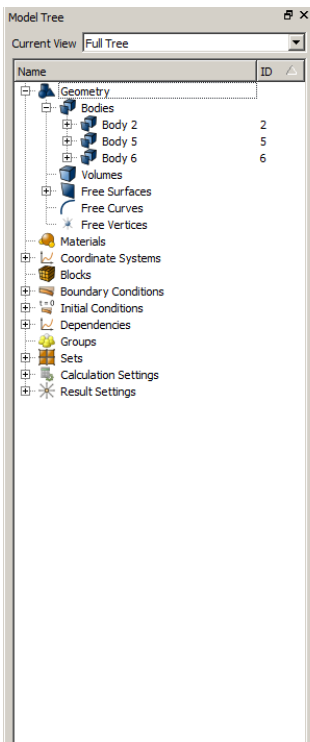 Model Tree
Current View Full Tree
Name ID
Geometry
Bodies
Body 2 2
Body 5 5
Body 6 6
Volumes
Free Surfaces
Free Curves
Free Vertices
Materials
Coordinate Systems
Blocks
Boundary Conditions
t=0 Initial Conditions
Dependencies
Groups
Sets
Calculation Settings
Result Settings